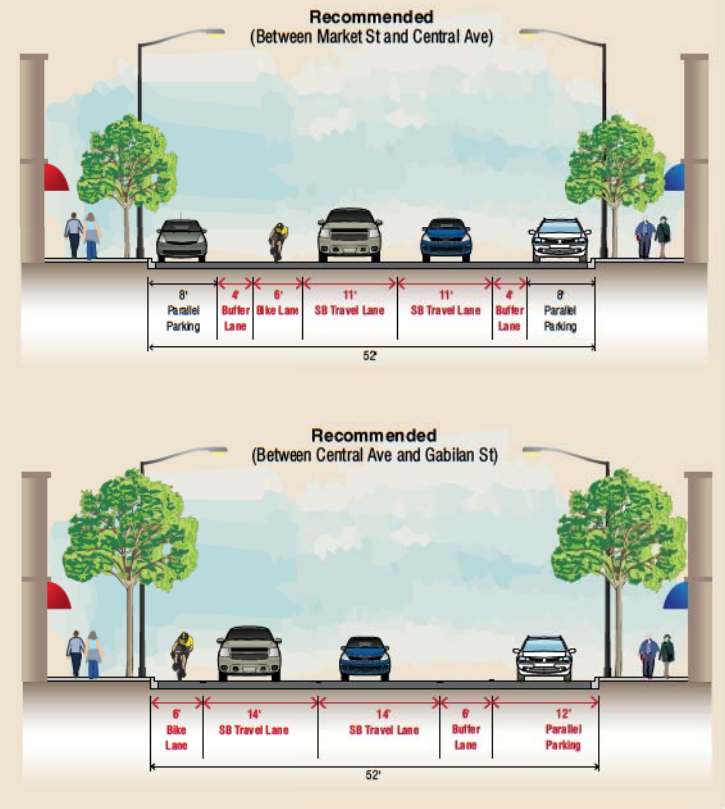 Recommended
(Between Market St and Central Ave)
8' 4' 6' 11' 11' 4' 8'
Parallel Buffer Bike Lane SB Travel Lane SB Travel Lane Buffer Parallel
Parking Lane Lane Parking
52'
Recommended
(Between Central Ave and Gabilan St)
6' 14' 14' 6' 12'
Bike SB Travel Lane SB Travel Lane Buffer Parallel
Lane Lane Parking
52'